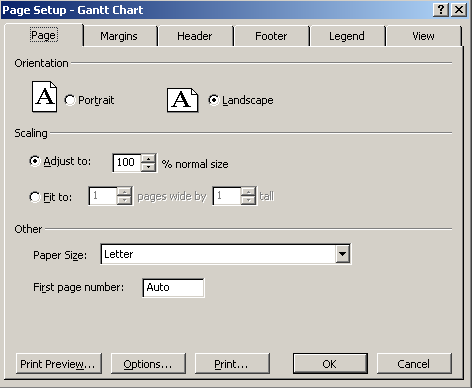 Page Setup - Gantt Chart
Page Margins Header Footer Legend View
Orientation
A Portrait A Landscape
Scaling
Adjust to: 100 % normal size
Fit to: 1 pages wide by 1 tall
Other
Paper Size: Letter
First page number: Auto
Print Preview... Options... Print... OK Cancel